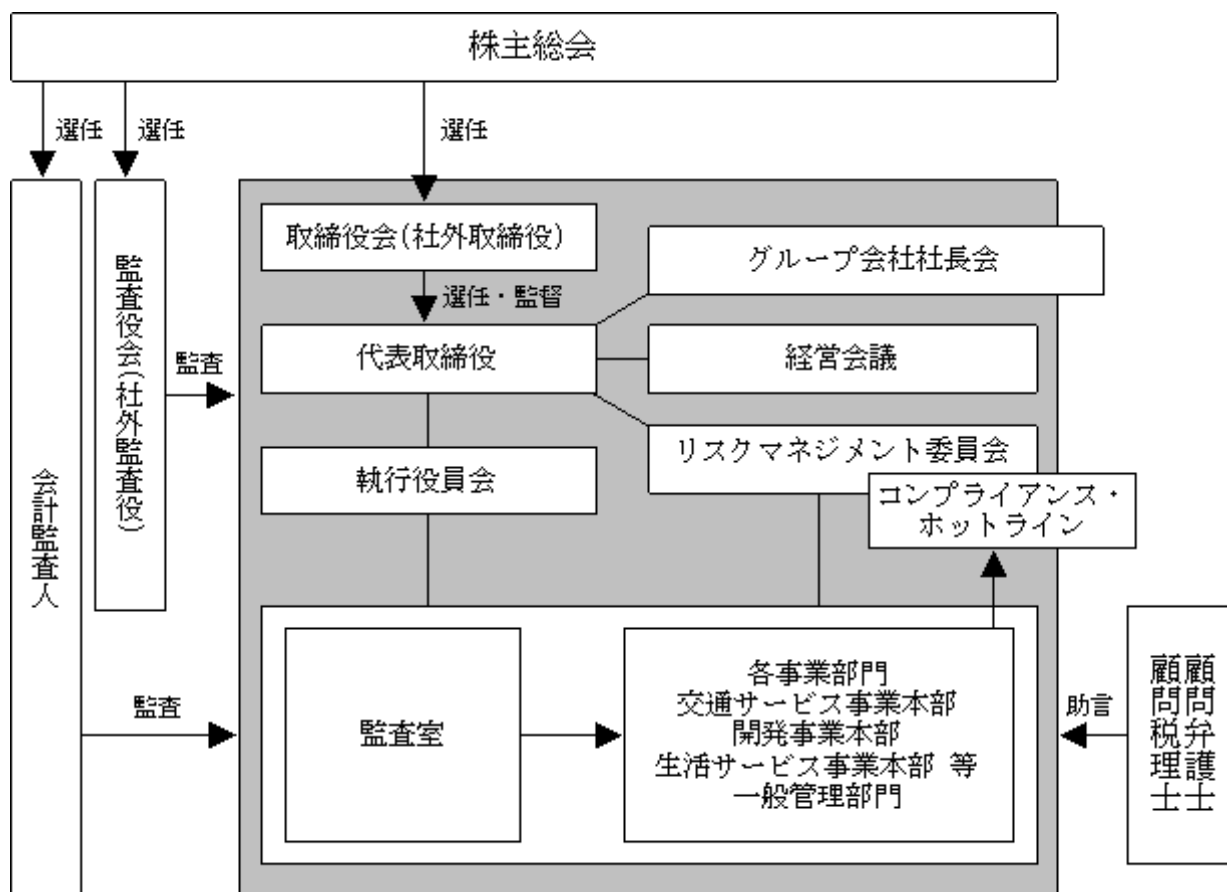 株主総会
選任
選任
選任
会計監査人
監査役会(社外監査役)
監査
監査
取締役会(社外取締役)
選任・監督
代表取締役
グループ会社社長会
経営会議
リスクマネジメント委員会
執行役員会
コンプライアンス・
ホットライン
監査室
各事業部門
交通サービス事業本部
開発事業本部
生活サービス事業本部 等
一般管理部門
助言
顧問弁護士
顧問税理士